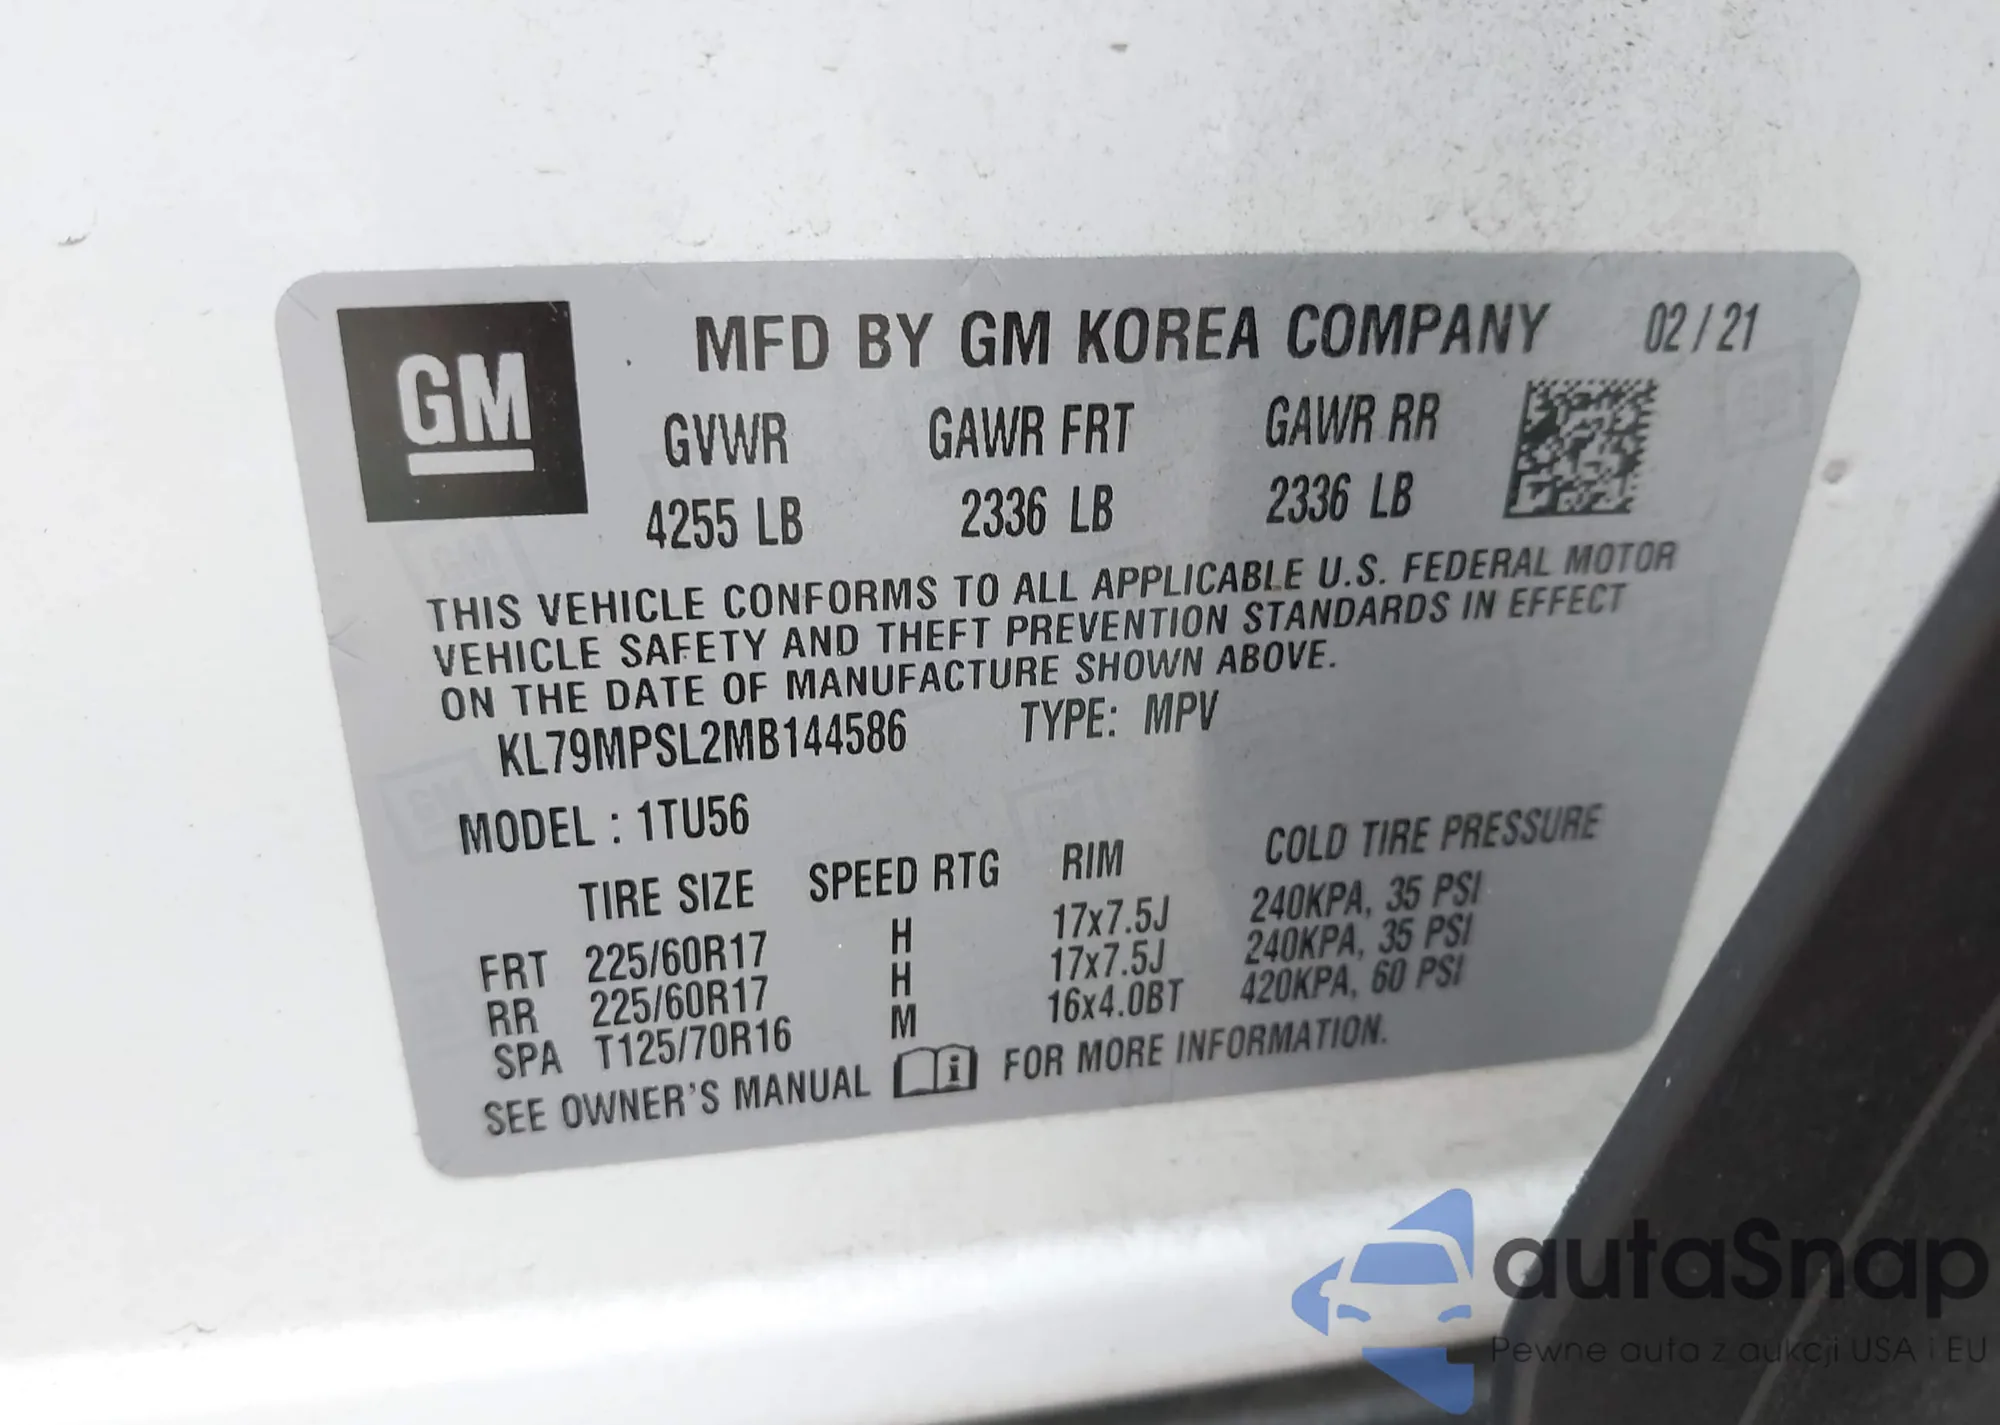 GM
MFD BY GM KOREA COMPANY 02/21
GVWR GAWR FRT GAWR RR
4255 LB 2336 LB 2336 LB
THIS VEHICLE CONFORMS TO ALL APPLICABLE U.S. FEDERAL MOTOR
VEHICLE SAFETY AND THEFT PREVENTION STANDARDS IN EFFECT
ON THE DATE OF MANUFACTURE SHOWN ABOVE.
KL79MPSL2MB144586 TYPE: MPV
MODEL : 1TU56
TIRE SIZE SPEED RTG RIM COLD TIRE PRESSURE
FRT 225/60R17 H 17x7.5J 240KPA, 35 PSI
RR 225/60R17 H 17x7.5J 240KPA, 35 PSI
SPA T125/70R16 M 16x4.0BT 420KPA, 60 PSI
SEE OWNER'S MANUAL i FOR MORE INFORMATION.
autaSnap
Pewne auta z aukcji USA i EU